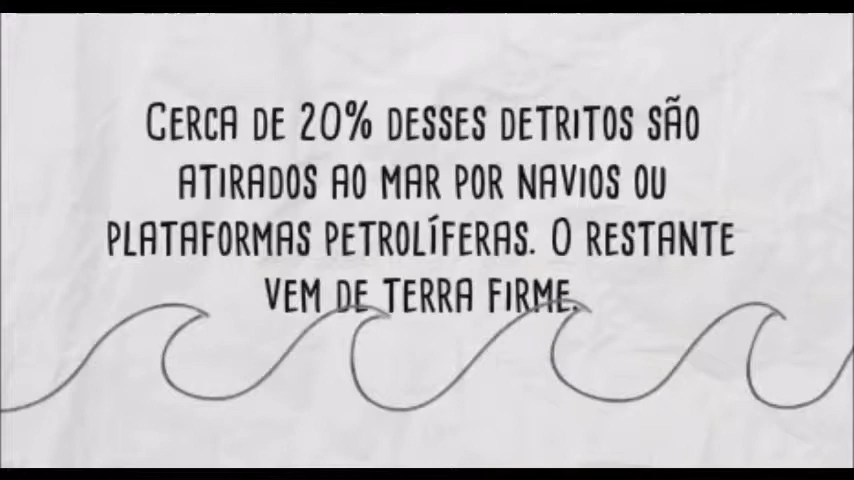 CERCA DE 20% DESSES DETRITOS SÃO
ATIRADOS AO MAR POR NAVIOS OU
PLATAFORMAS PETROLÍFERAS. O RESTANTE
VEM DE TERRA FIRME.